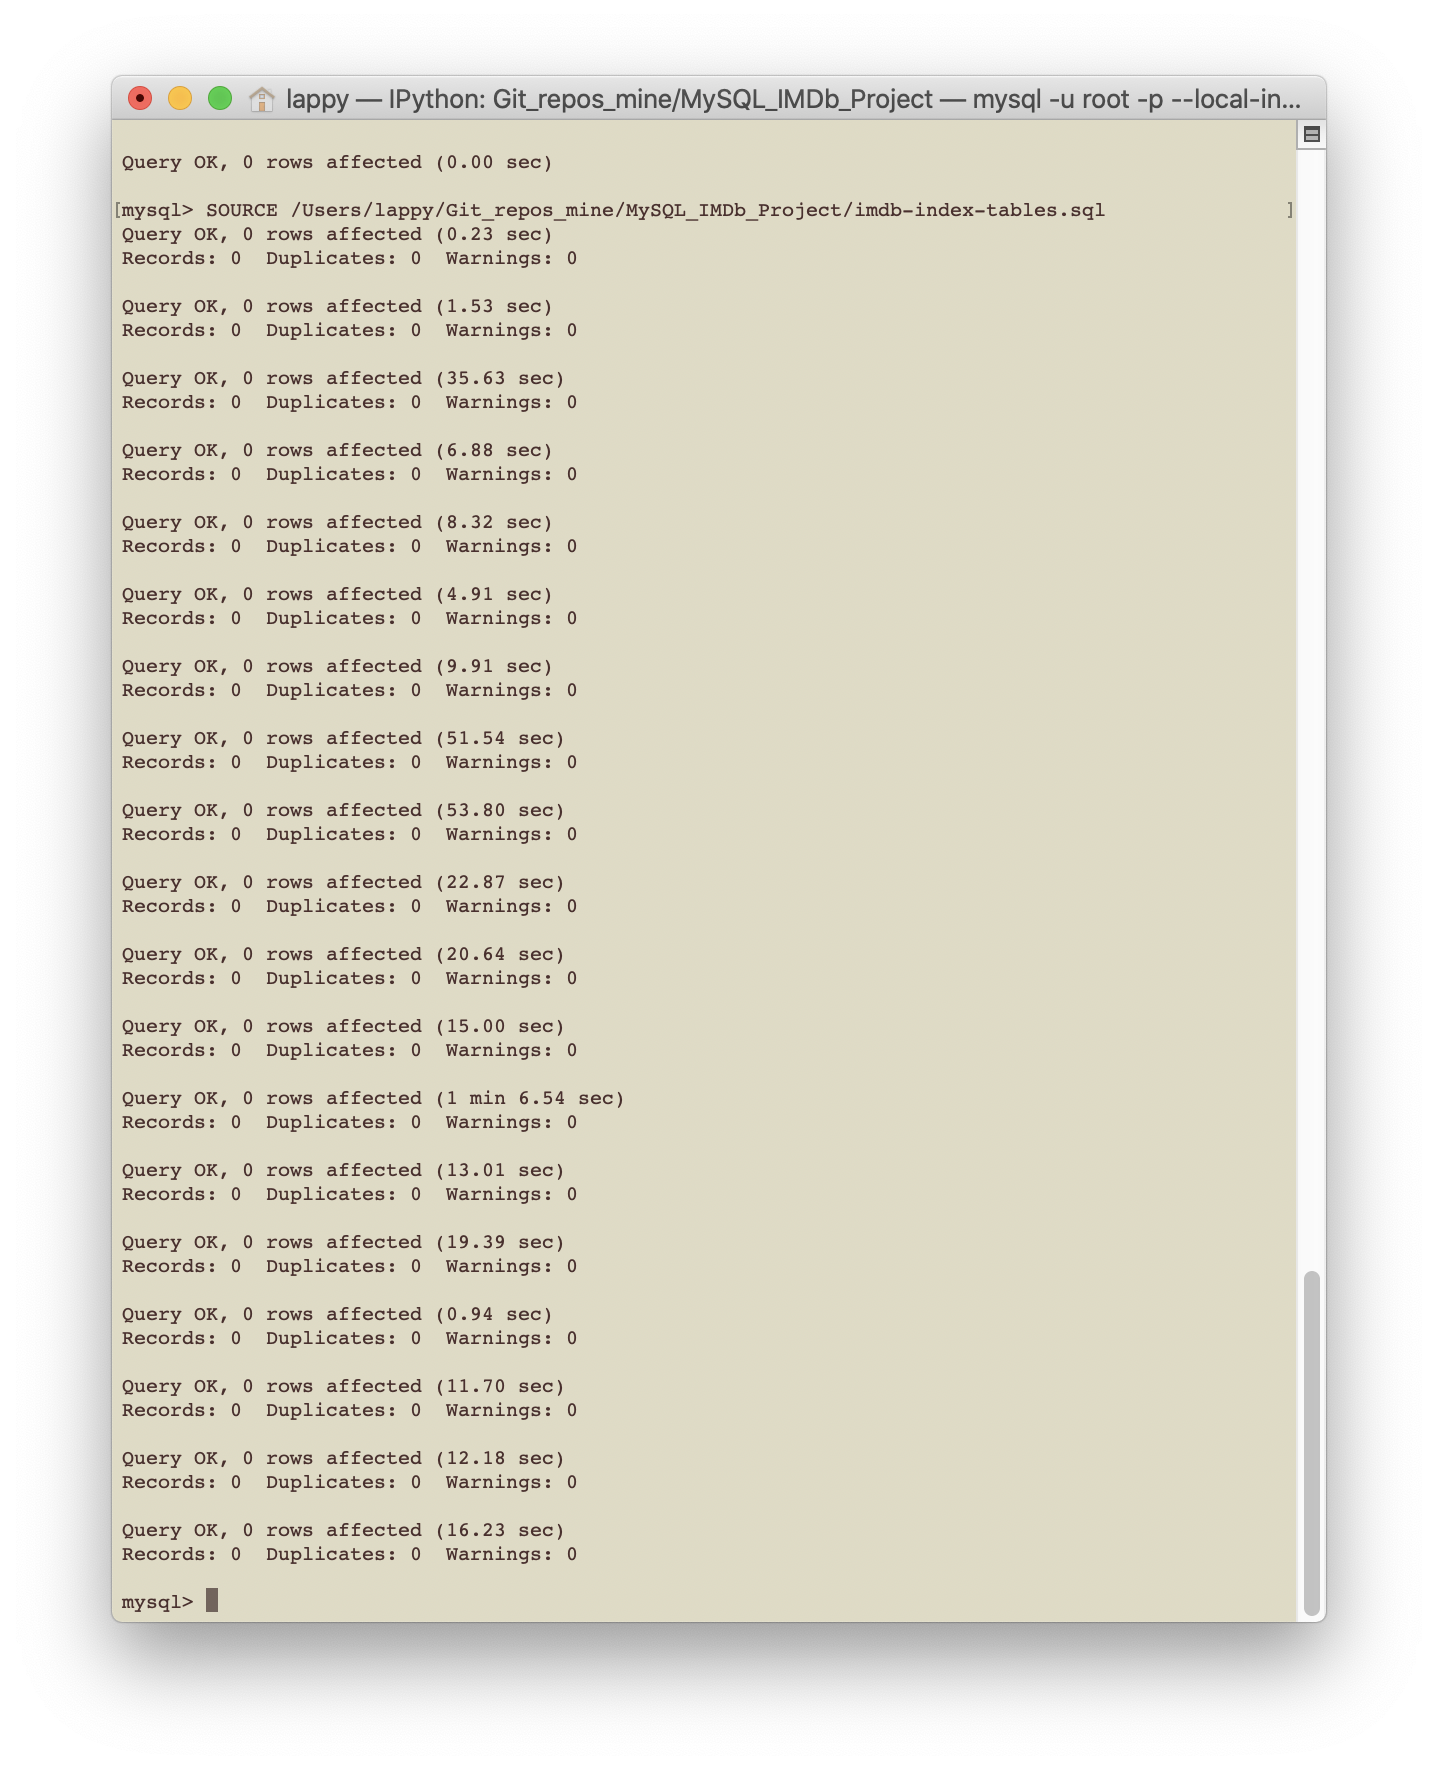 lappy — IPython: Git_repos_mine/MySQL_IMDb_Project — mysql -u root -p --local-in...
Query OK, 0 rows affected (0.00 sec)
[mysql> SOURCE /Users/lappy/Git_repos_mine/MySQL_IMDb_Project/imdb-index-tables.sql ]
Query OK, 0 rows affected (0.23 sec)
Records: 0  Duplicates: 0  Warnings: 0
Query OK, 0 rows affected (1.53 sec)
Records: 0  Duplicates: 0  Warnings: 0
Query OK, 0 rows affected (35.63 sec)
Records: 0  Duplicates: 0  Warnings: 0
Query OK, 0 rows affected (6.88 sec)
Records: 0  Duplicates: 0  Warnings: 0
Query OK, 0 rows affected (8.32 sec)
Records: 0  Duplicates: 0  Warnings: 0
Query OK, 0 rows affected (4.91 sec)
Records: 0  Duplicates: 0  Warnings: 0
Query OK, 0 rows affected (9.91 sec)
Records: 0  Duplicates: 0  Warnings: 0
Query OK, 0 rows affected (51.54 sec)
Records: 0  Duplicates: 0  Warnings: 0
Query OK, 0 rows affected (53.80 sec)
Records: 0  Duplicates: 0  Warnings: 0
Query OK, 0 rows affected (22.87 sec)
Records: 0  Duplicates: 0  Warnings: 0
Query OK, 0 rows affected (20.64 sec)
Records: 0  Duplicates: 0  Warnings: 0
Query OK, 0 rows affected (15.00 sec)
Records: 0  Duplicates: 0  Warnings: 0
Query OK, 0 rows affected (1 min 6.54 sec)
Records: 0  Duplicates: 0  Warnings: 0
Query OK, 0 rows affected (13.01 sec)
Records: 0  Duplicates: 0  Warnings: 0
Query OK, 0 rows affected (19.39 sec)
Records: 0  Duplicates: 0  Warnings: 0
Query OK, 0 rows affected (0.94 sec)
Records: 0  Duplicates: 0  Warnings: 0
Query OK, 0 rows affected (11.70 sec)
Records: 0  Duplicates: 0  Warnings: 0
Query OK, 0 rows affected (12.18 sec)
Records: 0  Duplicates: 0  Warnings: 0
Query OK, 0 rows affected (16.23 sec)
Records: 0  Duplicates: 0  Warnings: 0
mysql>